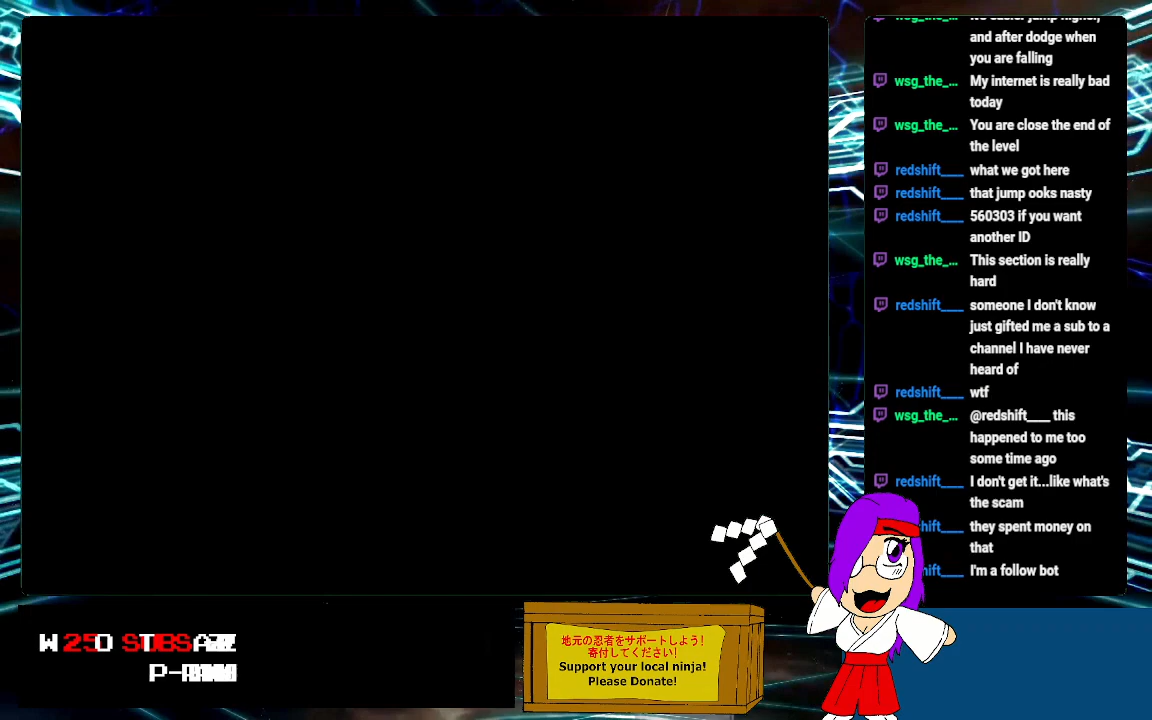 and after dodge when
you are falling
wsg_the_... My internet is really bad
today
wsg_the_... You are close the end of
the level
redshift___ what we got here
redshift___ that jump ooks nasty
redshift___ 560303 if you want
another ID
wsg_the_... This section is really
hard
redshift___ someone I don't know
just gifted me a sub to a
channel I have never
heard of
redshift___ wtf
wsg_the_... @redshift___ this
happened to me too
some time ago
redshift___ I don't get it...like what's
the scam
they spent money on
that
I'm a follow bot
地元の忍者をサポートしよう!
寄付してください!
Support your local ninja!
Please Donate!